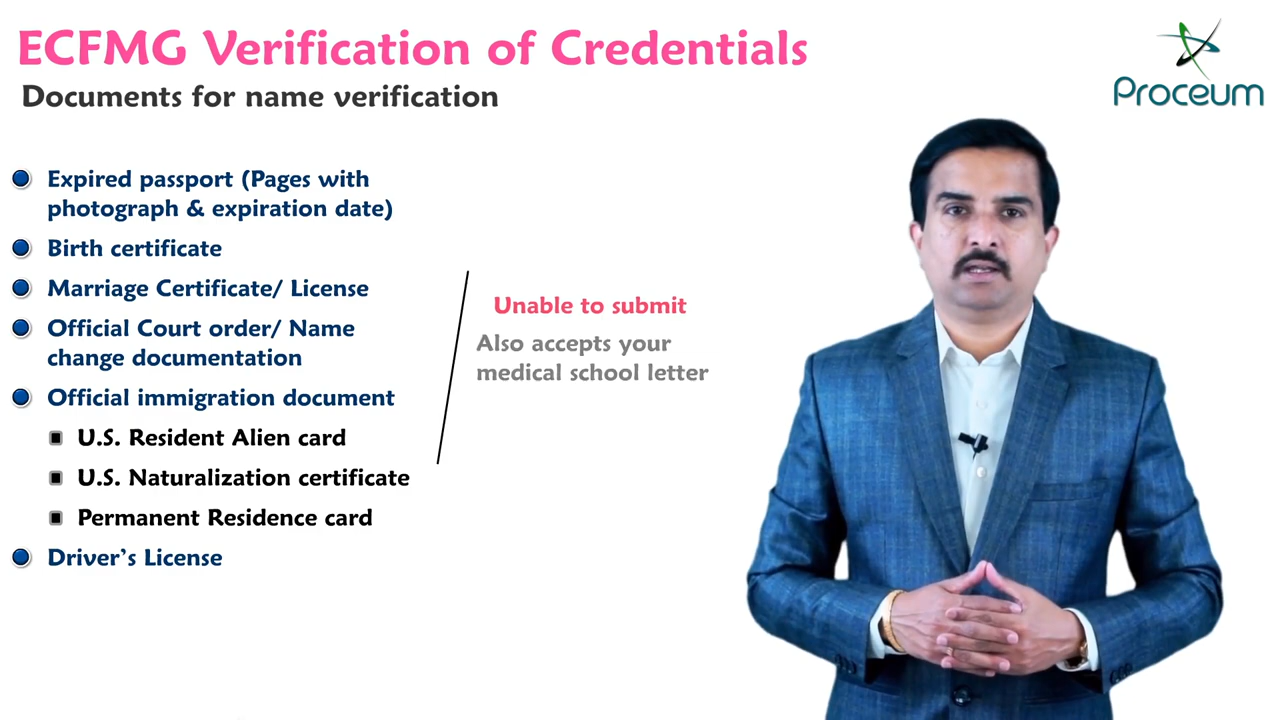 ECFMG Verification of Credentials
Documents for name verification
Proceum
Expired passport (Pages with
photograph & expiration date)
Birth certificate
Marriage Certificate/ License
Official Court order/ Name
change documentation
Official immigration document
U.S. Resident Alien card
U.S. Naturalization certificate
Permanent Residence card
Driver's License
Unable to submit
Also accepts your
medical school letter